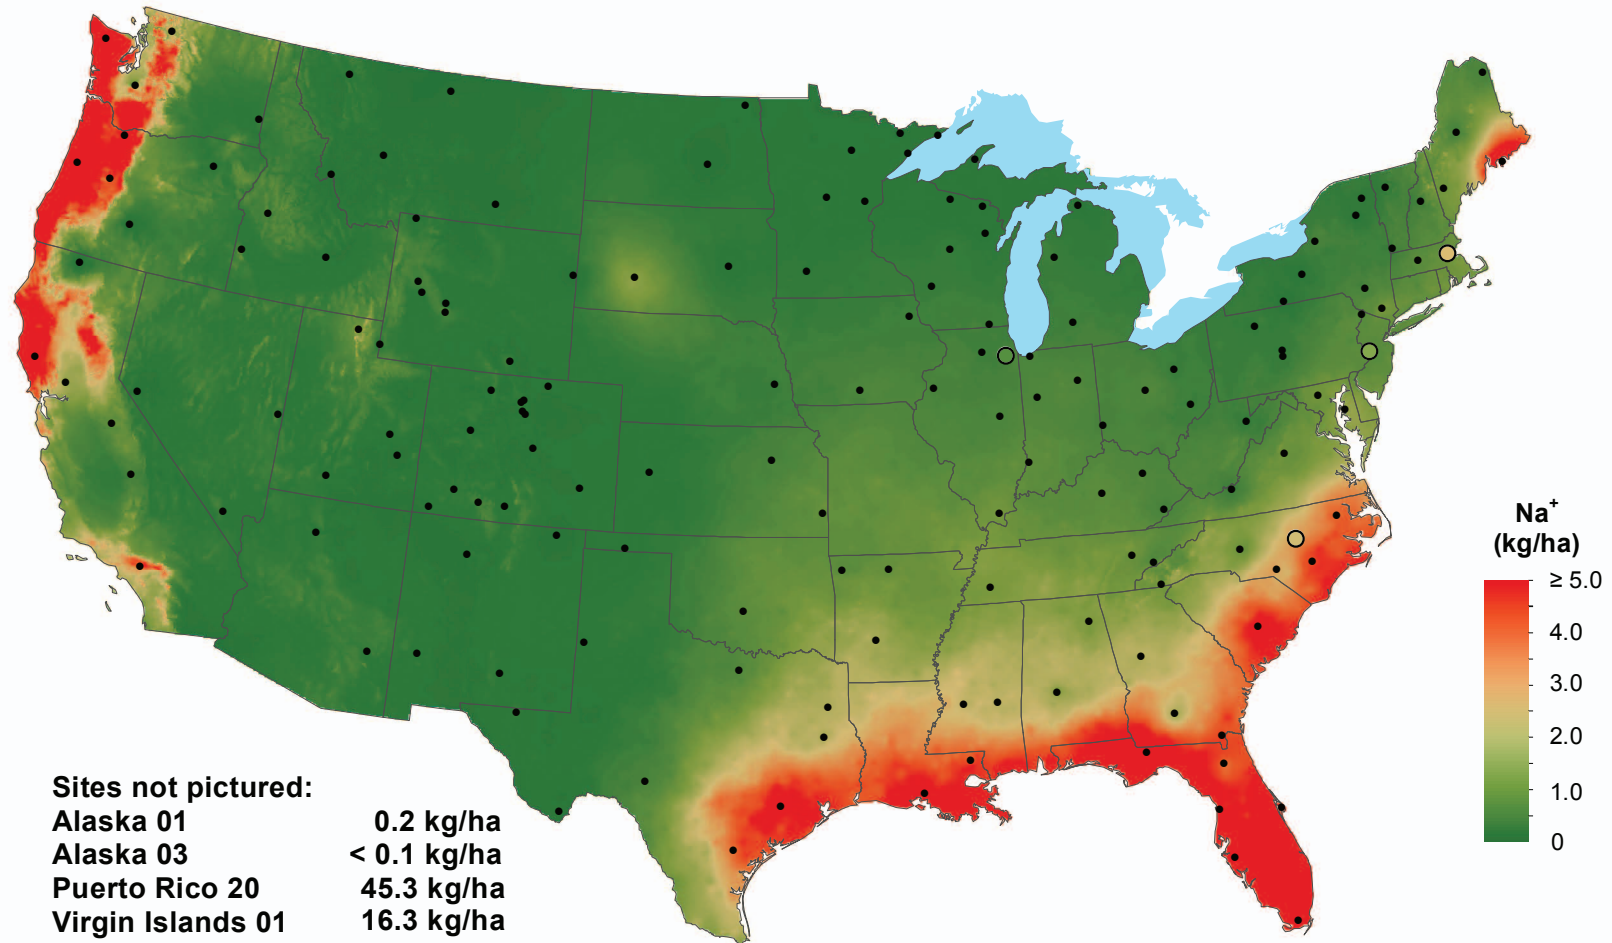 Na+
(kg/ha)
≥ 5.0
4.0
3.0
2.0
1.0
0
Sites not pictured:
Alaska 01 0.2 kg/ha
Alaska 03 < 0.1 kg/ha
Puerto Rico 20 45.3 kg/ha
Virgin Islands 01 16.3 kg/ha